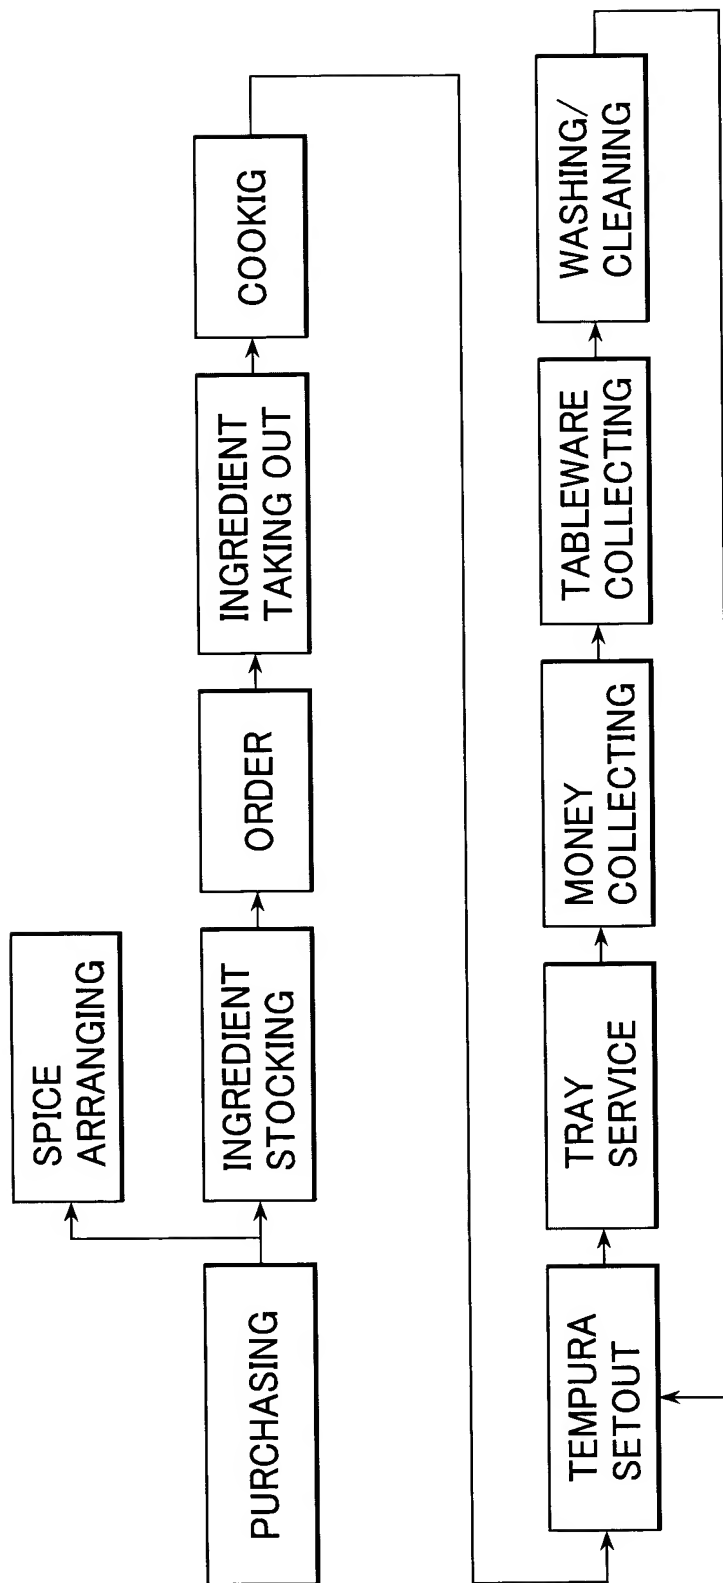 PURCHASING
SPICE
ARRANGING
INGREDIENT
STOCKING
ORDER
INGREDIENT
TAKING OUT
COOKIG
TEMPURA
SETOUT
TRAY
SERVICE
MONEY
COLLECTING
TABLEWARE
COLLECTING
WASHING/
CLEANING